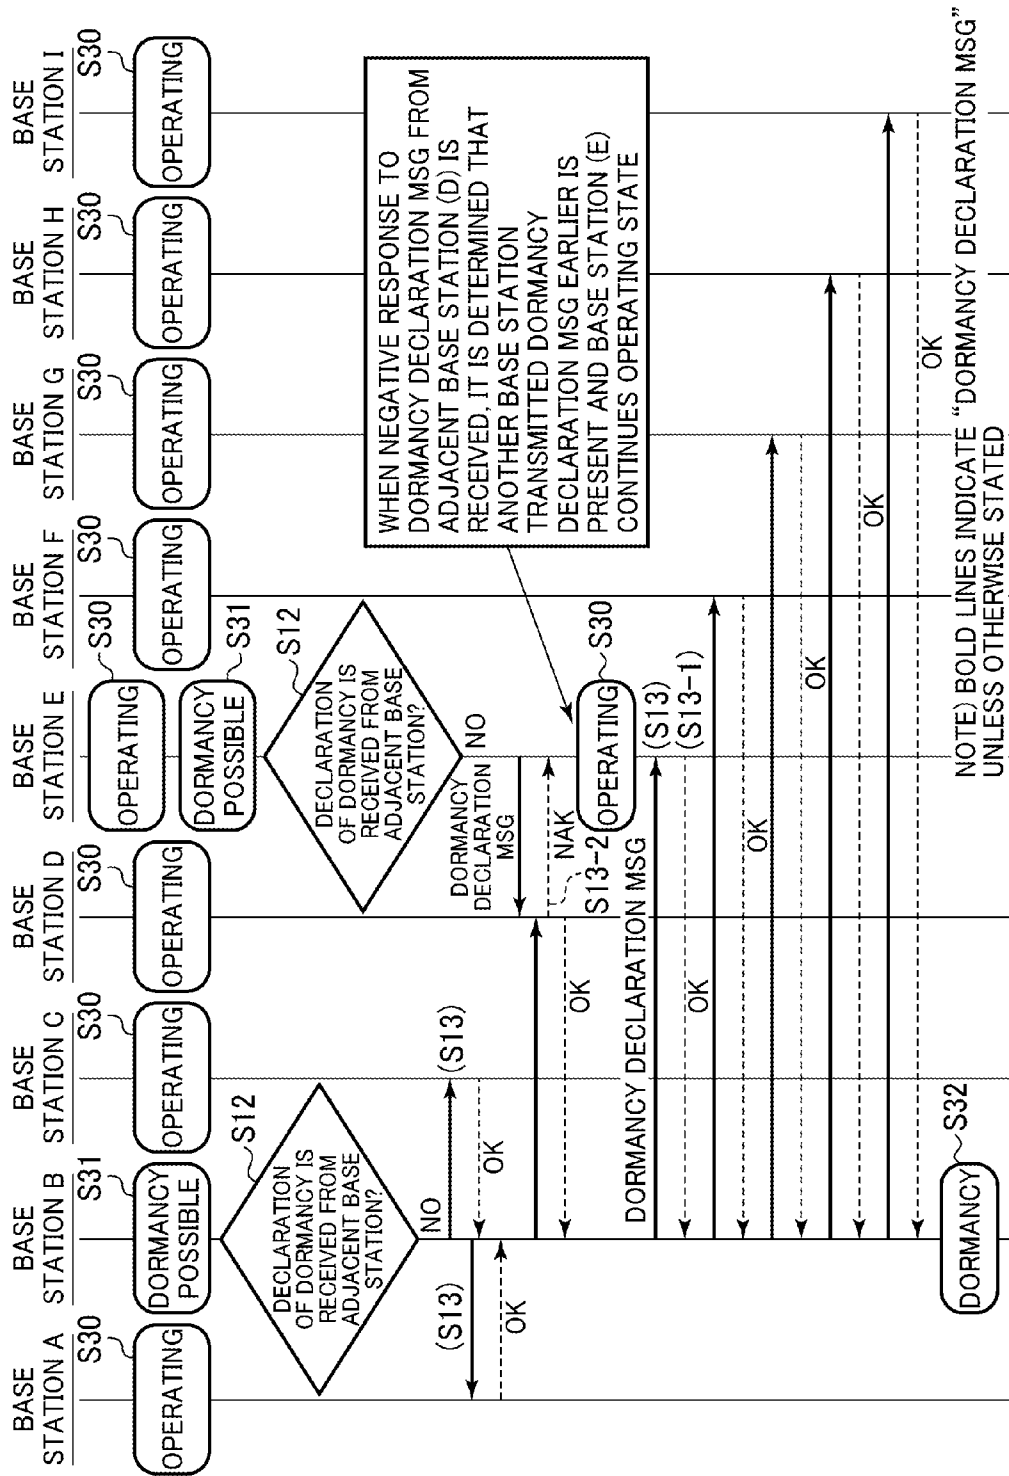 BASE
STATION A
S30
OPERATING
BASE
STATION B
S31
DORMANCY
POSSIBLE
BASE
STATION C
S30
OPERATING
BASE
STATION D
S30
OPERATING
BASE
STATION E
S30
OPERATING
S31
DORMANCY
POSSIBLE
BASE
STATION F
S30
OPERATING
BASE
STATION G
S30
OPERATING
BASE
STATION H
S30
OPERATING
BASE
STATION I
S30
OPERATING
S12
DECLARATION
OF DORMANCY IS
RECEIVED FROM
ADJACENT BASE
STATION?
NO
S12
DECLARATION
OF DORMANCY IS
RECEIVED FROM
ADJACENT BASE
STATION?
NO
WHEN NEGATIVE RESPONSE TO
DORMANCY DECLARATION MSG FROM
ADJACENT BASE STATION (D) IS
RECEIVED, IT IS DETERMINED THAT
ANOTHER BASE STATION
TRANSMITTED DORMANCY
DECLARATION MSG EARLIER IS
PRESENT AND BASE STATION (E)
CONTINUES OPERATING STATE
(S13)
(S13)
OK
OK
DORMANCY
DECLARATION
MSG
NAK
S13-2
OK
S30
OPERATING
DORMANCY DECLARATION MSG
(S13)
(S13-1)
OK
OK
OK
OK
OK
S32
DORMANCY
NOTE) BOLD LINES INDICATE “DORMANCY DECLARATION MSG”
UNLESS OTHERWISE STATED